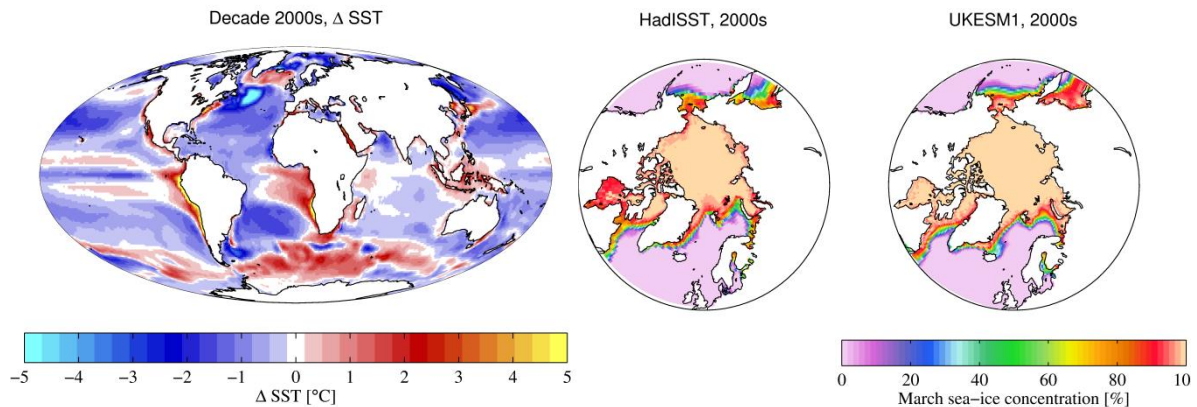 Decade 2000s, Δ SST
HadISST, 2000s
UKESM1, 2000s
−5 −4 −3 −2 −1 0 1 2 3 4 5
Δ SST [°C]
0 20 40 60 80 100
March sea-ice concentration [%]